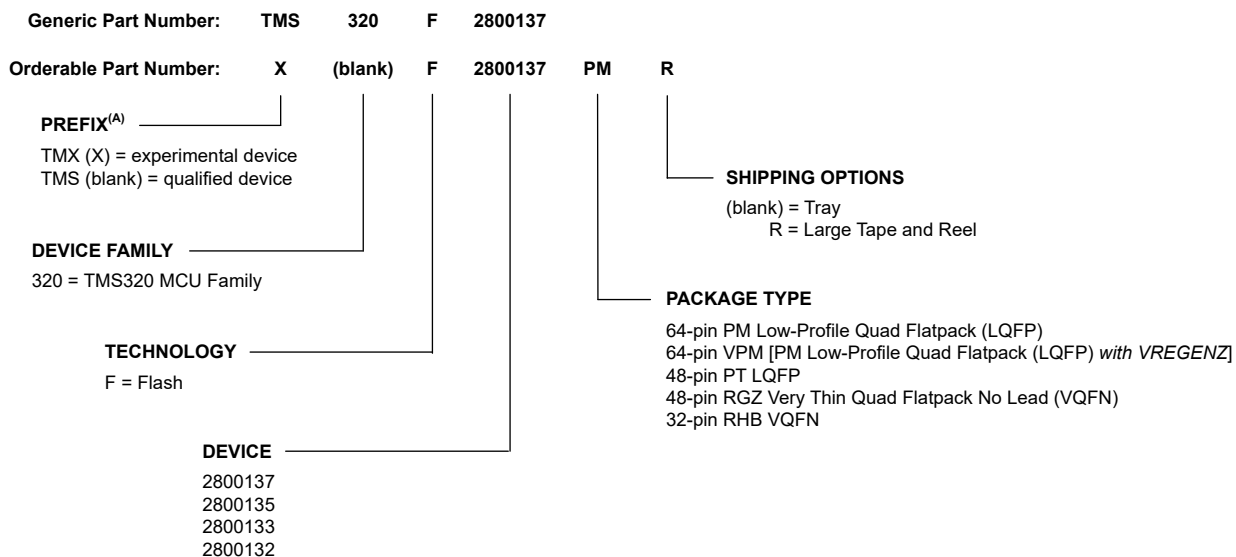 Generic Part Number: TMS 320 F 2800137
Orderable Part Number: X (blank) F 2800137 PM R
PREFIX(A)
TMX (X) = experimental device
TMS (blank) = qualified device
SHIPPING OPTIONS
(blank) = Tray
R = Large Tape and Reel
DEVICE FAMILY
320 = TMS320 MCU Family
PACKAGE TYPE
64-pin PM Low-Profile Quad Flatpack (LQFP)
64-pin VPM [PM Low-Profile Quad Flatpack (LQFP) with VREGENZ]
48-pin PT LQFP
48-pin RGZ Very Thin Quad Flatpack No Lead (VQFN)
32-pin RHB VQFN
TECHNOLOGY
F = Flash
DEVICE
2800137
2800135
2800133
2800132